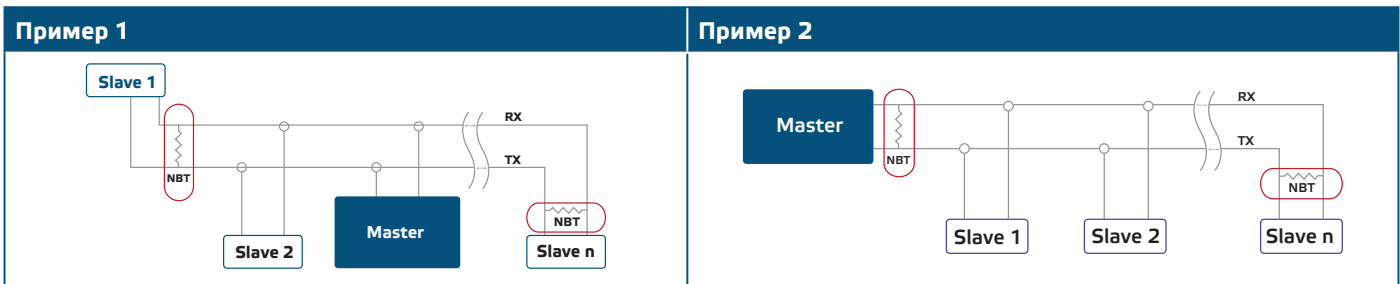 Пример 1
Slave 1
RX
TX
NBT
NBT
Slave 2
Master
Slave n
Пример 2
Master
RX
TX
NBT
NBT
Slave 1
Slave 2
Slave n